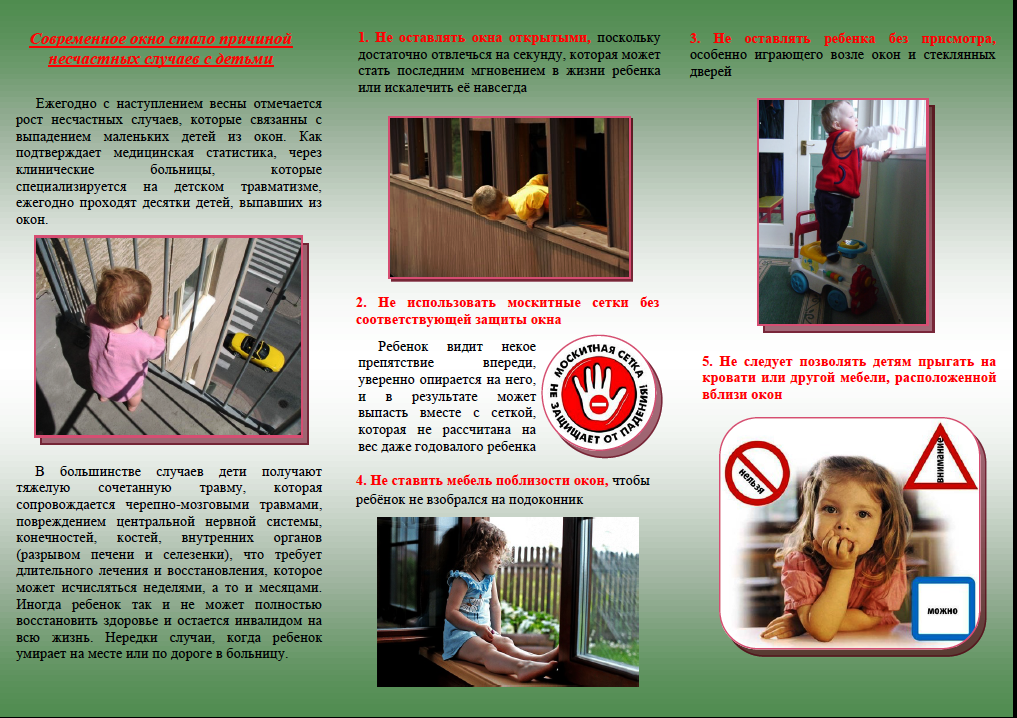 Современное окно стало причиной
несчастных случаев с детьми
Ежегодно с наступлением весны отмечается
рост несчастных случаев, которые связанны с
выпадением маленьких детей из окон. Как
подтверждает медицинская статистика, через
клинические больницы, которые
специализируется на детском травматизме,
ежегодно проходят десятки детей, выпавших из
окон.
В большинстве случаев дети получают
тяжелую сочетанную травму, которая
сопровождается черепно-мозговыми травмами,
повреждением центральной нервной системы,
конечностей, костей, внутренних органов
(разрывом печени и селезенки), что требует
длительного лечения и восстановления, которое
может исчисляться неделями, а то и месяцами.
Иногда ребенок так и не может полностью
восстановить здоровье и остается инвалидом на
всю жизнь. Нередки случаи, когда ребенок
умирает на месте или по дороге в больницу.
1. Не оставлять окна открытыми, поскольку
достаточно отвлечься на секунду, которая может
стать последним мгновением в жизни ребенка
или искалечить её навсегда
2. Не использовать москитные сетки без
соответствующей защиты окна
Ребенок видит некое
препятствие впереди,
уверенно опирается на него,
и в результате может
выпасть вместе с сеткой,
которая не рассчитана на
вес даже годовалого ребенка
МОСКИТНАЯ СЕТКА
НЕ ЗАЩИЩАЕТ ОТ ПАДЕНИЯ!
4. Не ставить мебель поблизости окон, чтобы
ребёнок не взобрался на подоконник
3. Не оставлять ребенка без присмотра,
особенно играющего возле окон и стеклянных
дверей
5. Не следует позволять детям прыгать на
кровати или другой мебели, расположенной
вблизи окон
нельзя
внимание
можно